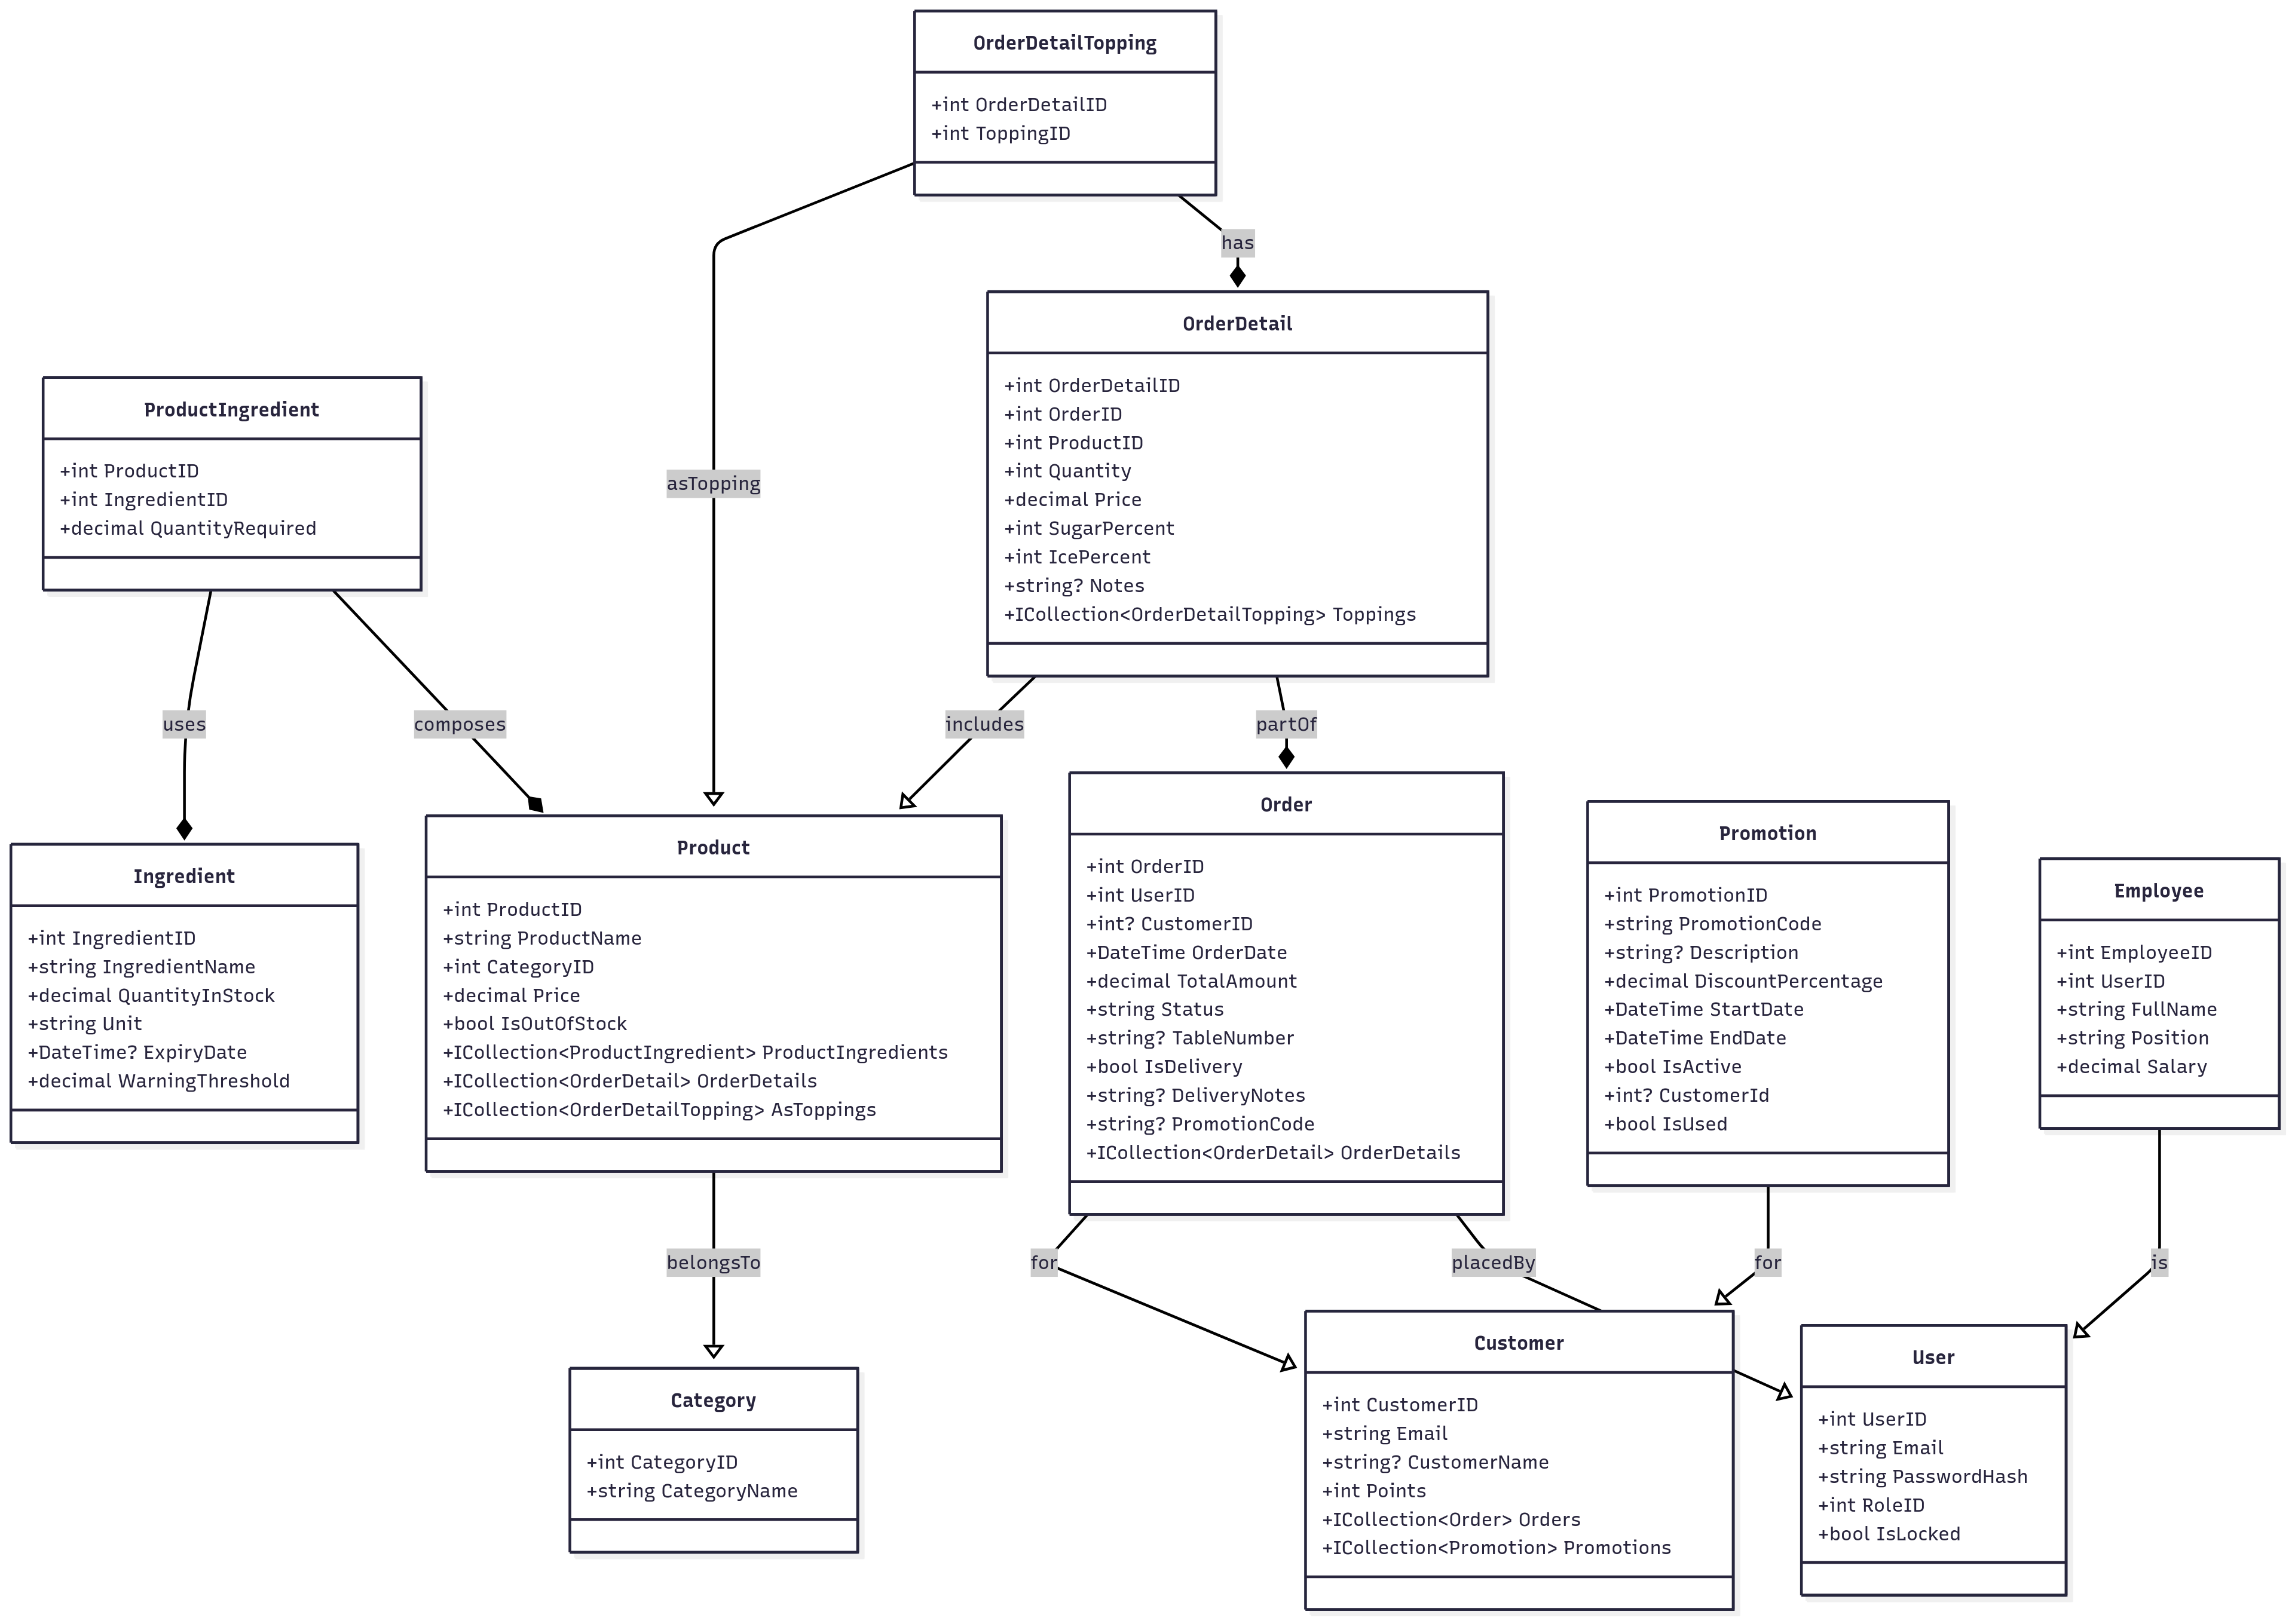 OrderDetailTopping
+int OrderDetailID
+int ToppingID
has
OrderDetail
+int OrderDetailID
+int OrderID
+int ProductID
+int Quantity
+decimal Price
+int SugarPercent
+int IcePercent
+string? Notes
+ICollection<OrderDetailTopping> Toppings
ProductIngredient
+int ProductID
+int IngredientID
+decimal QuantityRequired
asTopping
uses
composes
includes
partOf
Ingredient
+int IngredientID
+string IngredientName
+decimal QuantityInStock
+string Unit
+DateTime? ExpiryDate
+decimal WarningThreshold
Product
+int ProductID
+string ProductName
+int CategoryID
+decimal Price
+bool IsOutOfStock
+ICollection<ProductIngredient> ProductIngredients
+ICollection<OrderDetail> OrderDetails
+ICollection<OrderDetailTopping> AsToppings
Order
+int OrderID
+int UserID
+int? CustomerID
+DateTime OrderDate
+decimal TotalAmount
+string Status
+string? TableNumber
+bool IsDelivery
+string? DeliveryNotes
+string? PromotionCode
+ICollection<OrderDetail> OrderDetails
Promotion
+int PromotionID
+string PromotionCode
+string? Description
+decimal DiscountPercentage
+DateTime StartDate
+DateTime EndDate
+bool IsActive
+int? CustomerId
+bool IsUsed
Employee
+int EmployeeID
+int UserID
+string FullName
+string Position
+decimal Salary
belongsTo
for
placedBy
for
is
Category
+int CategoryID
+string CategoryName
Customer
+int CustomerID
+string Email
+string? CustomerName
+int Points
+ICollection<Order> Orders
+ICollection<Promotion> Promotions
User
+int UserID
+string Email
+string PasswordHash
+int RoleID
+bool IsLocked